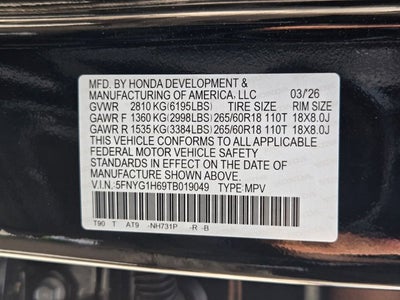 MFD. BY HONDA DEVELOPMENT &
MANUFACTURING OF AMERICA, LLC 03/'26
GVWR 2810 KG (6195LBS) TIRE SIZE RIM SIZE
GAWR F 1360 KG (2998LBS) 265/60R18 110T 18X8.0J
GAWR R 1535 KG (3384LBS) 265/60R18 110T 18X8.0J
THIS VEHICLE CONFORMS TO ALL APPLICABLE
FEDERAL MOTOR VEHICLE SAFETY
STANDARDS IN EFFECT ON THE DATE OF
MANUFACTURE SHOWN ABOVE.
V.I.N. 5FNYG1H69TB019049 TYPE MPV
T90 T AT9 -NH731P -R -B